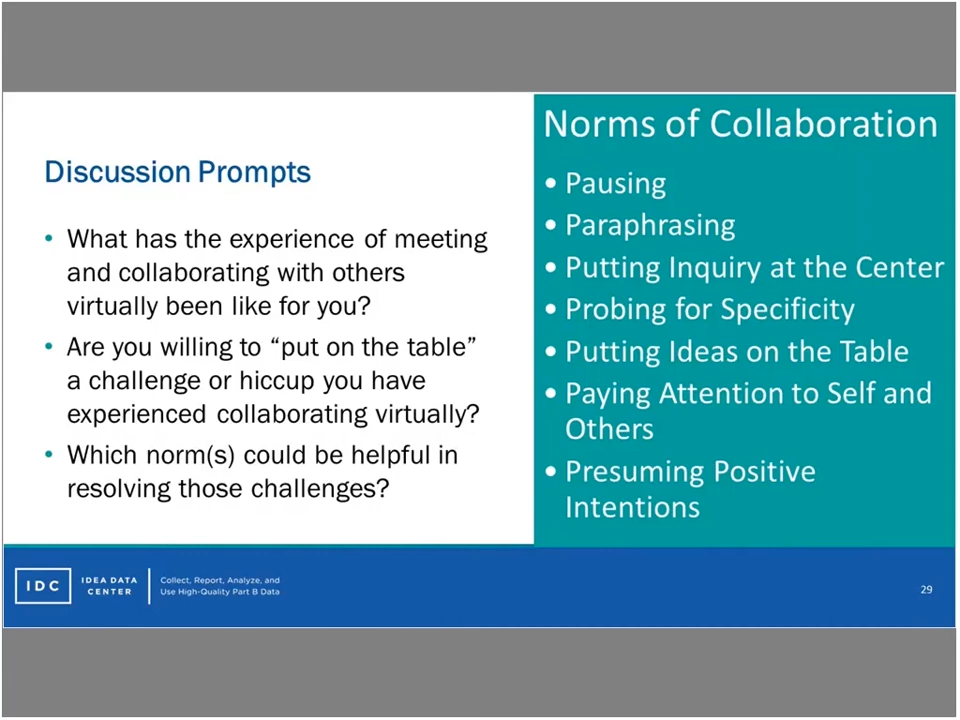 Discussion Prompts
• What has the experience of meeting
and collaborating with others
virtually been like for you?
• Are you willing to “put on the table”
a challenge or hiccup you have
experienced collaborating virtually?
• Which norm(s) could be helpful in
resolving those challenges?
Norms of Collaboration
• Pausing
• Paraphrasing
• Putting Inquiry at the Center
• Probing for Specificity
• Putting Ideas on the Table
• Paying Attention to Self and
Others
• Presuming Positive
Intentions
IDC
IDEA DATA
CENTER
Collect, Report, Analyze, and
Use High-Quality Part B Data
29